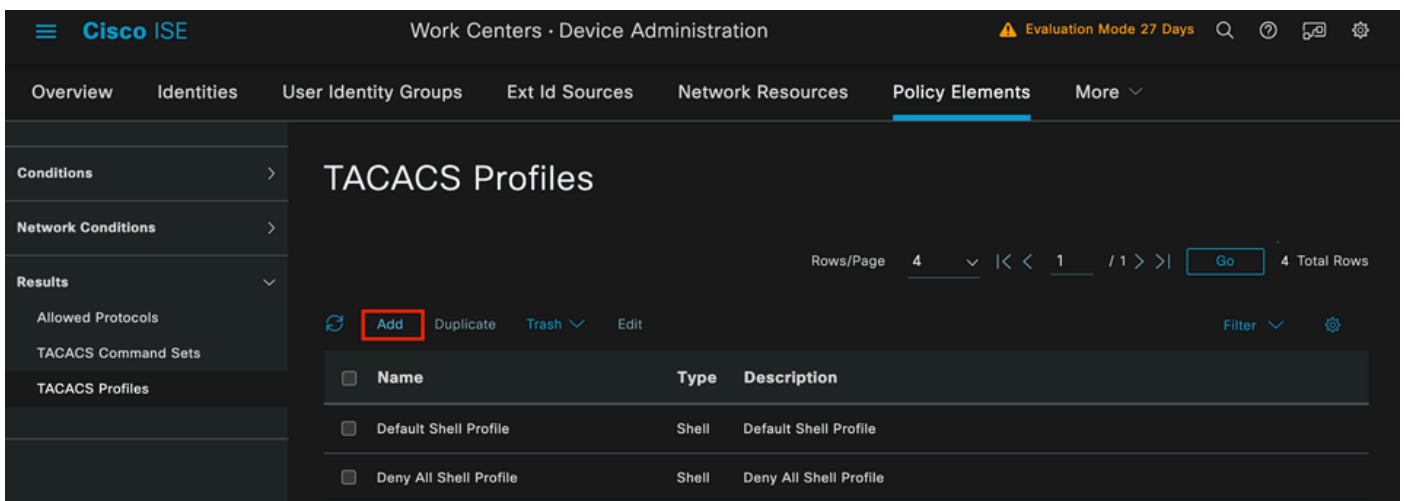 Cisco ISE
Work Centers · Device Administration
Evaluation Mode 27 Days
Overview Identities User Identity Groups Ext Id Sources Network Resources Policy Elements More
Conditions
Network Conditions
Results
Allowed Protocols
TACACS Command Sets
TACACS Profiles
TACACS Profiles
Rows/Page 4 1 / 1 Go 4 Total Rows
Add Duplicate Trash Edit Filter
Name Type Description
Default Shell Profile Shell Default Shell Profile
Deny All Shell Profile Shell Deny All Shell Profile